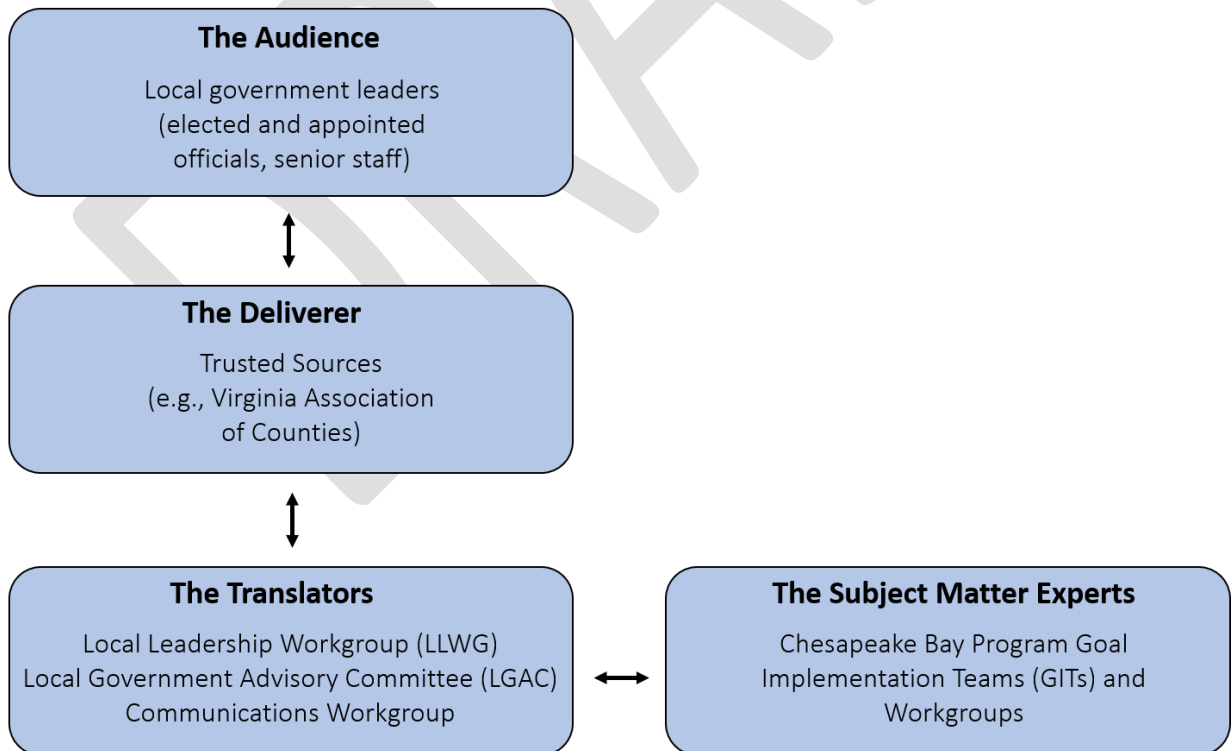 The Audience
Local government leaders
(elected and appointed
officials, senior staff)
The Deliverer
Trusted Sources
(e.g., Virginia Association
of Counties)
The Translators
Local Leadership Workgroup (LLWG)
Local Government Advisory Committee (LGAC)
Communications Workgroup
The Subject Matter Experts
Chesapeake Bay Program Goal
Implementation Teams (GITs) and
Workgroups